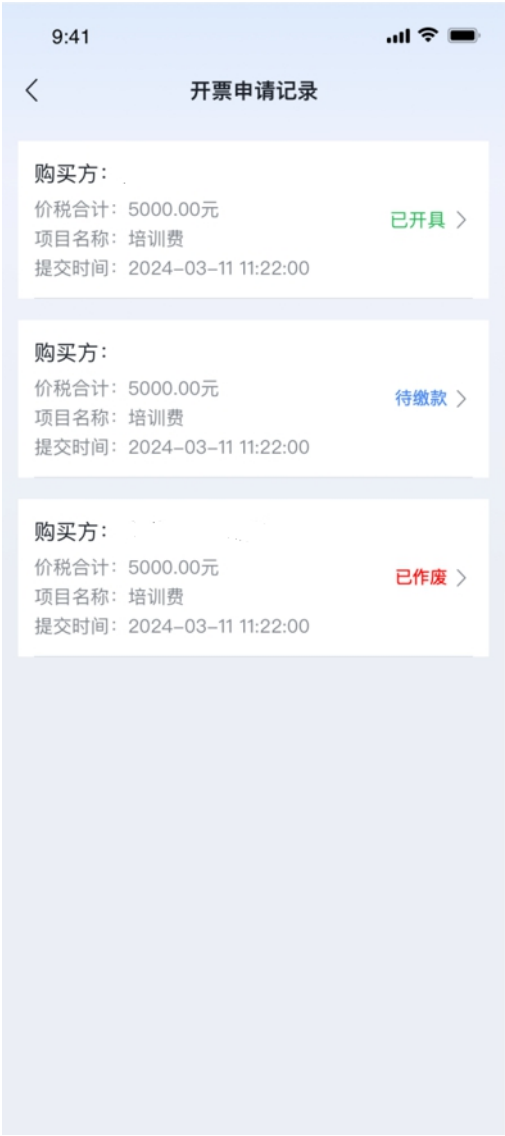 9:41
开票申请记录
购买方：
价税合计：5000.00元
已开具
项目名称：培训费
提交时间：2024-03-11 11:22:00
购买方：
价税合计：5000.00元
待缴款
项目名称：培训费
提交时间：2024-03-11 11:22:00
购买方：
价税合计：5000.00元
已作废
项目名称：培训费
提交时间：2024-03-11 11:22:00